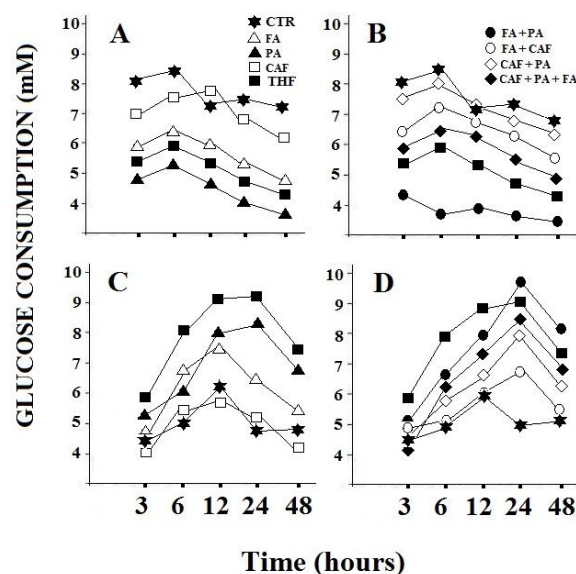 GLUCOSE CONSUMPTION (mM)
A
10
9
8
7
6
5
4
CTR
FA
PA
CAF
THF
B
10
9
8
7
6
5
4
FA + PA
FA + CAF
CAF + PA
CAF + PA + FA
C
10
9
8
7
6
5
4
3 6 12 24 48
D
10
9
8
7
6
5
4
3 6 12 24 48
Time (hours)